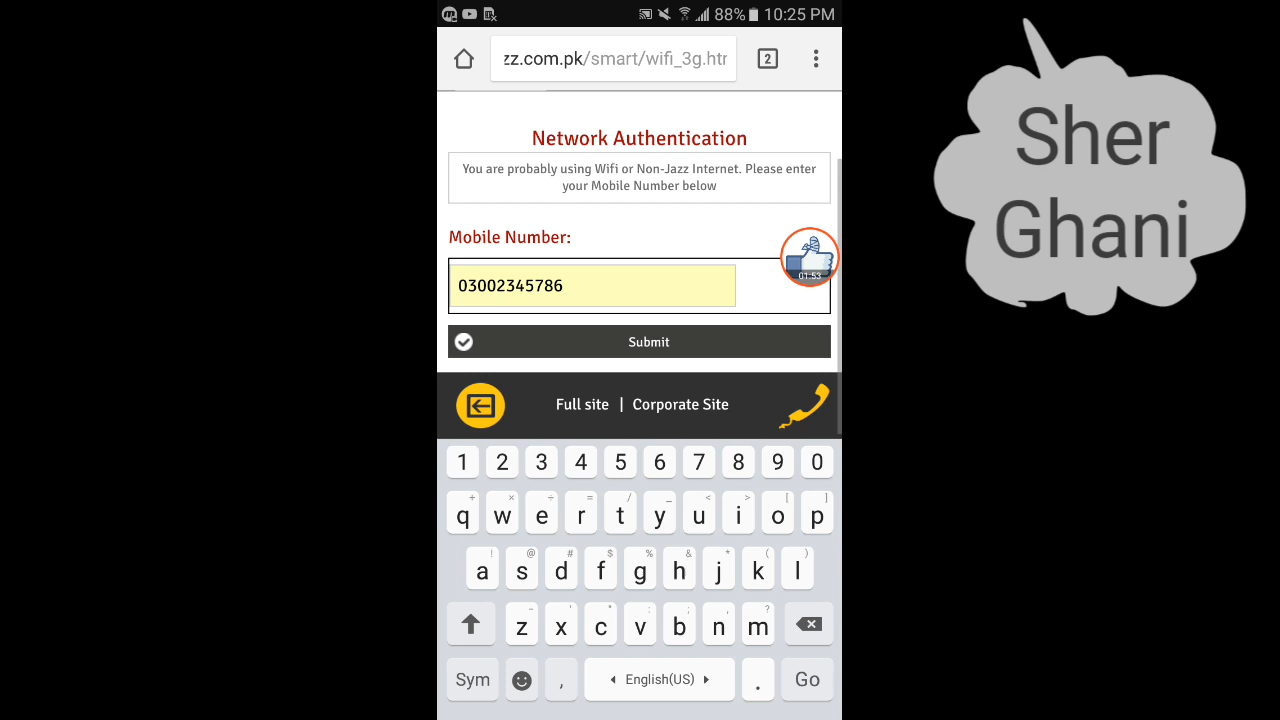 88% 10:25 PM
zz.com.pk/smart/wifi_3g.htr
2
Sher
Ghani
Network Authentication
You are probably using Wifi or Non-Jazz Internet. Please enter
your Mobile Number below
Mobile Number:
01:53
03002345786
Submit
Full site | Corporate Site
1 2 3 4 5 6 7 8 9 0
+ × ÷ = / _ < > [ ]
q w e r t y u i o p
! @ # $ % & * ( )
a s d f g h j k l
- ' " : ; , ?
z x c v b n m
Sym , English(US) . Go